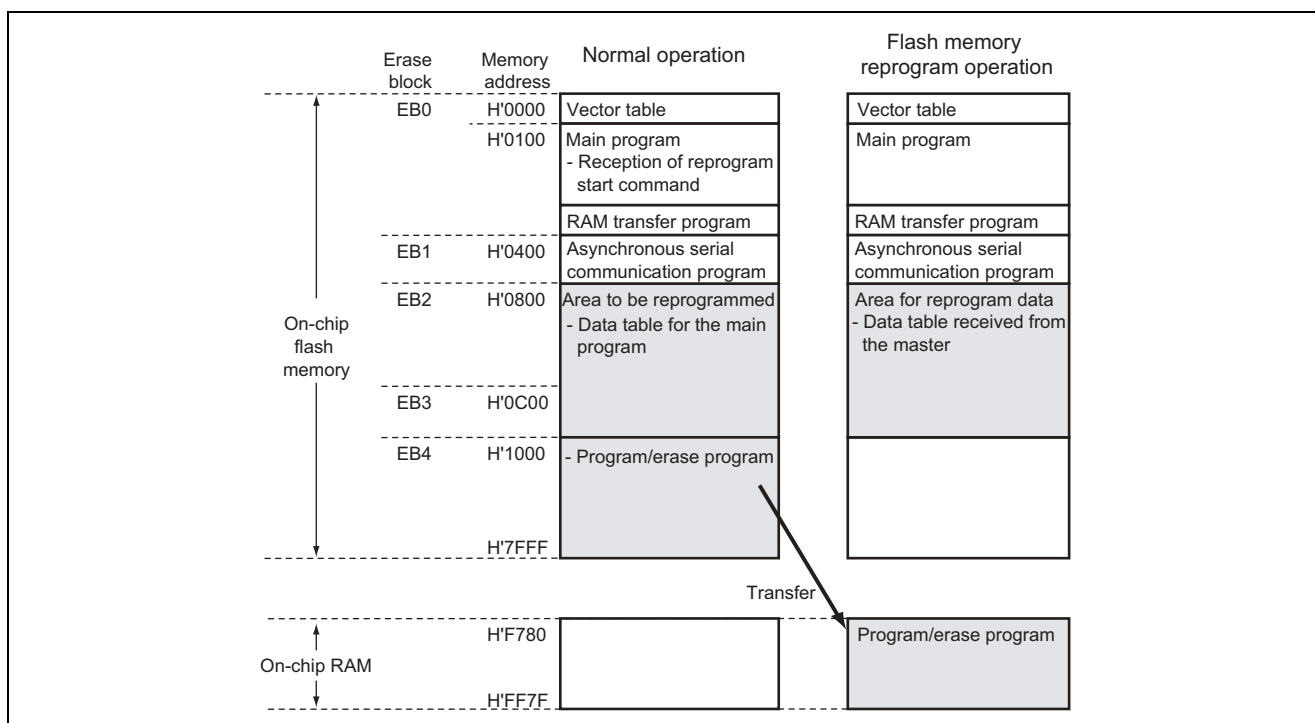 Erase block
Memory address
Normal operation
Flash memory
reprogram operation
EB0
H'0000
Vector table
Vector table
H'0100
Main program
- Reception of reprogram
start command
Main program
RAM transfer program
RAM transfer program
EB1
H'0400
Asynchronous serial
communication program
Asynchronous serial
communication program
EB2
H'0800
Area to be reprogrammed
- Data table for the main
program
Area for reprogram data
- Data table received from
the master
On-chip
flash
memory
EB3
H'0C00
EB4
H'1000
- Program/erase program
H'7FFF
Transfer
H'F780
Program/erase program
On-chip RAM
H'FF7F